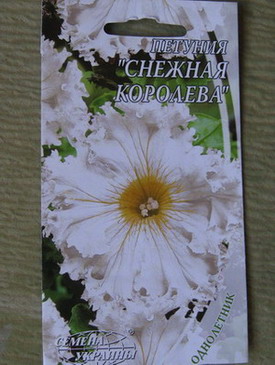 ПЕТУНИЯ
"СНЕЖНАЯ
КОРОЛЕВА"
ОДНОЛЕТНИК
СЕМЕНА
УКРАИНЫ